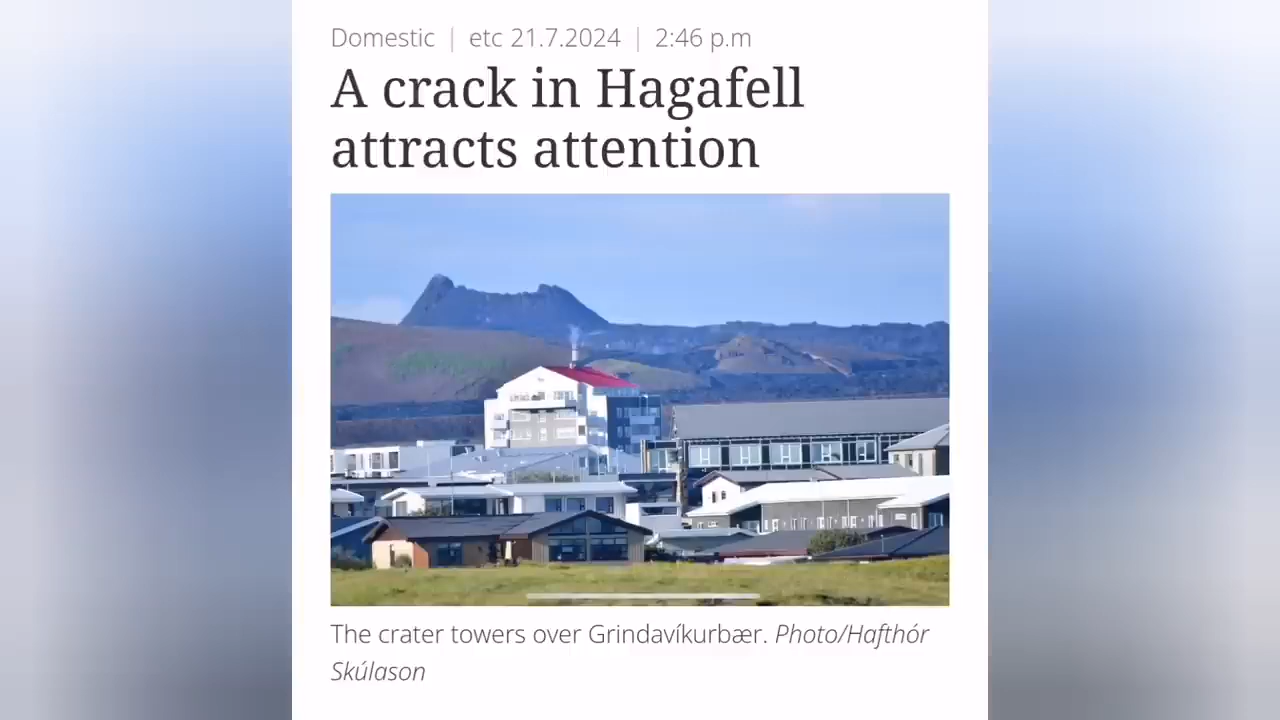 Domestic | etc 21.7.2024 | 2:46 p.m
A crack in Hagafell
attracts attention
The crater towers over Grindavíkurbær. Photo/Hafthór
Skúlason